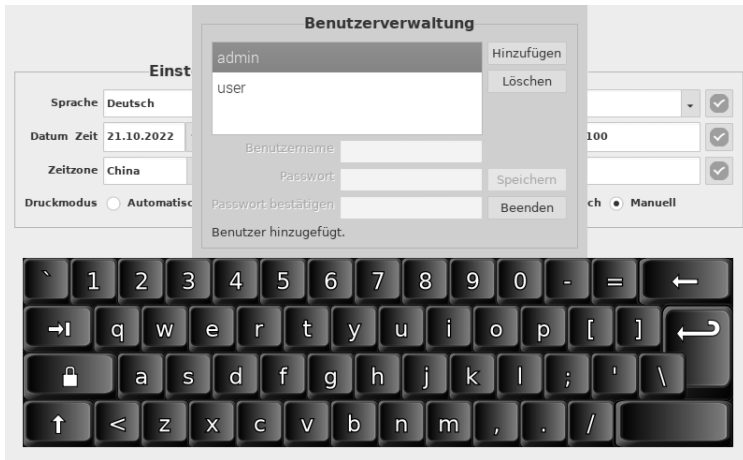 Benutzerverwaltung
admin
Hinzufügen
user
Löschen
Einst
Sprache Deutsch
Datum Zeit 21.10.2022
100
Benutzername
Zeitzone China
Passwort
Speichern
Druckmodus Automatisc
ch Manuell
Passwort bestätigen
Beenden
Benutzer hinzugefügt.
` 1 2 3 4 5 6 7 8 9 0 - =
q w e r t y u i o p [ ]
a s d f g h j k l ; ' \
< z x c v b n m , . /